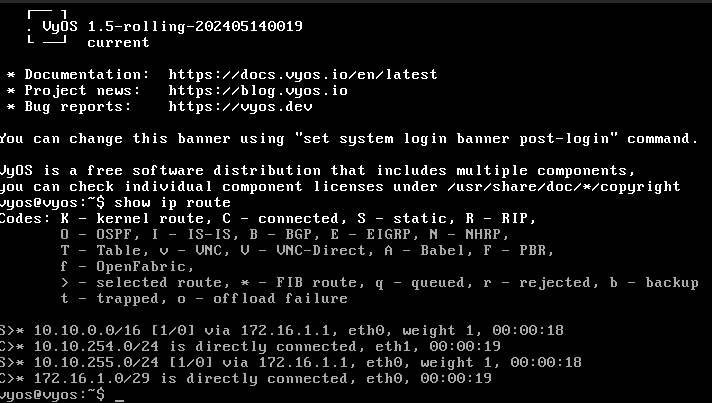 . VyOS 1.5-rolling-202405140019
current
* Documentation:  https://docs.vyos.io/en/latest
* Project news:   https://blog.vyos.io
* Bug reports:    https://vyos.dev
You can change this banner using "set system login banner post-login" command.
VyOS is a free software distribution that includes multiple components,
you can check individual component licenses under /usr/share/doc/*/copyright
vyos@vyos:~$ show ip route
Codes: K - kernel route, C - connected, S - static, R - RIP,
O - OSPF, I - IS-IS, B - BGP, E - EIGRP, N - NHRP,
T - Table, v - VNC, V - VNC-Direct, A - Babel, F - PBR,
f - OpenFabric,
> - selected route, * - FIB route, q - queued, r - rejected, b - backup
t - trapped, o - offload failure
S>* 10.10.0.0/16 [1/0] via 172.16.1.1, eth0, weight 1, 00:00:18
C>* 10.10.254.0/24 is directly connected, eth1, 00:00:19
S>* 10.10.255.0/24 [1/0] via 172.16.1.1, eth0, weight 1, 00:00:18
C>* 172.16.1.0/29 is directly connected, eth0, 00:00:19
vyos@vyos:~$ _